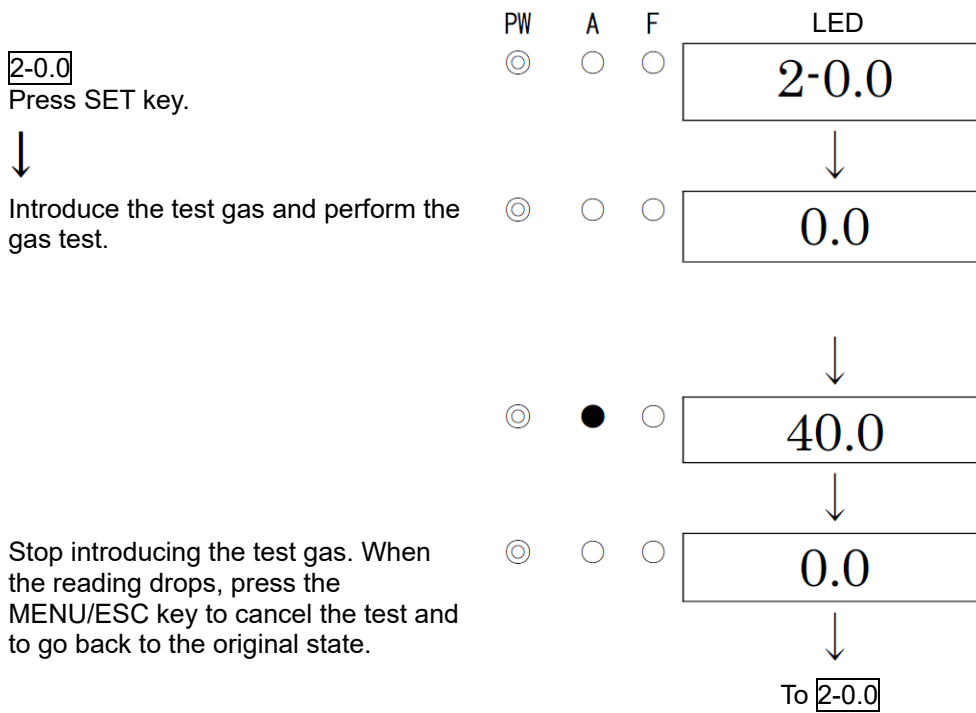 PW A F LED
2-0.0
2-0.0
Press SET key.
Introduce the test gas and perform the
gas test.
0.0
40.0
Stop introducing the test gas. When
the reading drops, press the
MENU/ESC key to cancel the test and
to go back to the original state.
0.0
To 2-0.0